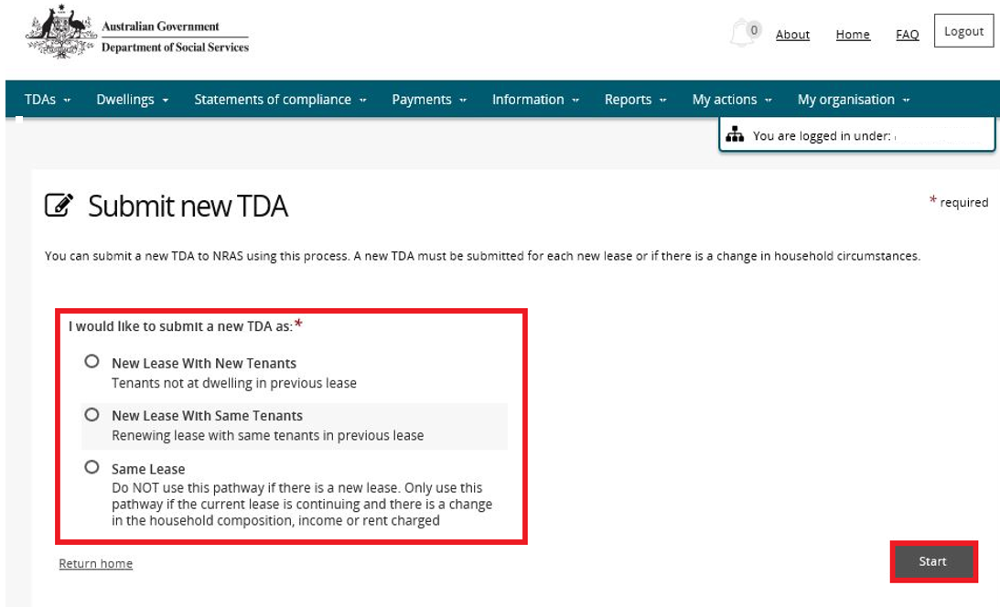 Australian Government
Department of Social Services
0 About Home FAQ Logout
TDAs Dwellings Statements of compliance Payments Information Reports My actions My organisation
You are logged in under:
Submit new TDA
* required
You can submit a new TDA to NRAS using this process. A new TDA must be submitted for each new lease or if there is a change in household circumstances.
I would like to submit a new TDA as:*
New Lease With New Tenants
Tenants not at dwelling in previous lease
New Lease With Same Tenants
Renewing lease with same tenants in previous lease
Same Lease
Do NOT use this pathway if there is a new lease. Only use this
pathway if the current lease is continuing and there is a change
in the household composition, income or rent charged
Return home
Start